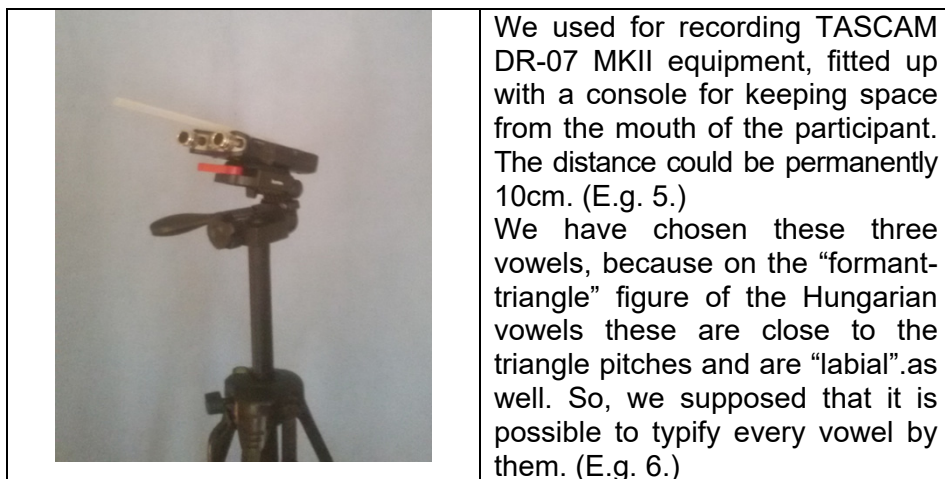 We used for recording TASCAM
DR-07 MKII equipment, fitted up
with a console for keeping space
from the mouth of the participant.
The distance could be permanently
10cm. (E.g. 5.)
We have chosen these three
vowels, because on the “formant-
triangle” figure of the Hungarian
vowels these are close to the
triangle pitches and are “labial”.as
well. So, we supposed that it is
possible to typify every vowel by
them. (E.g. 6.)